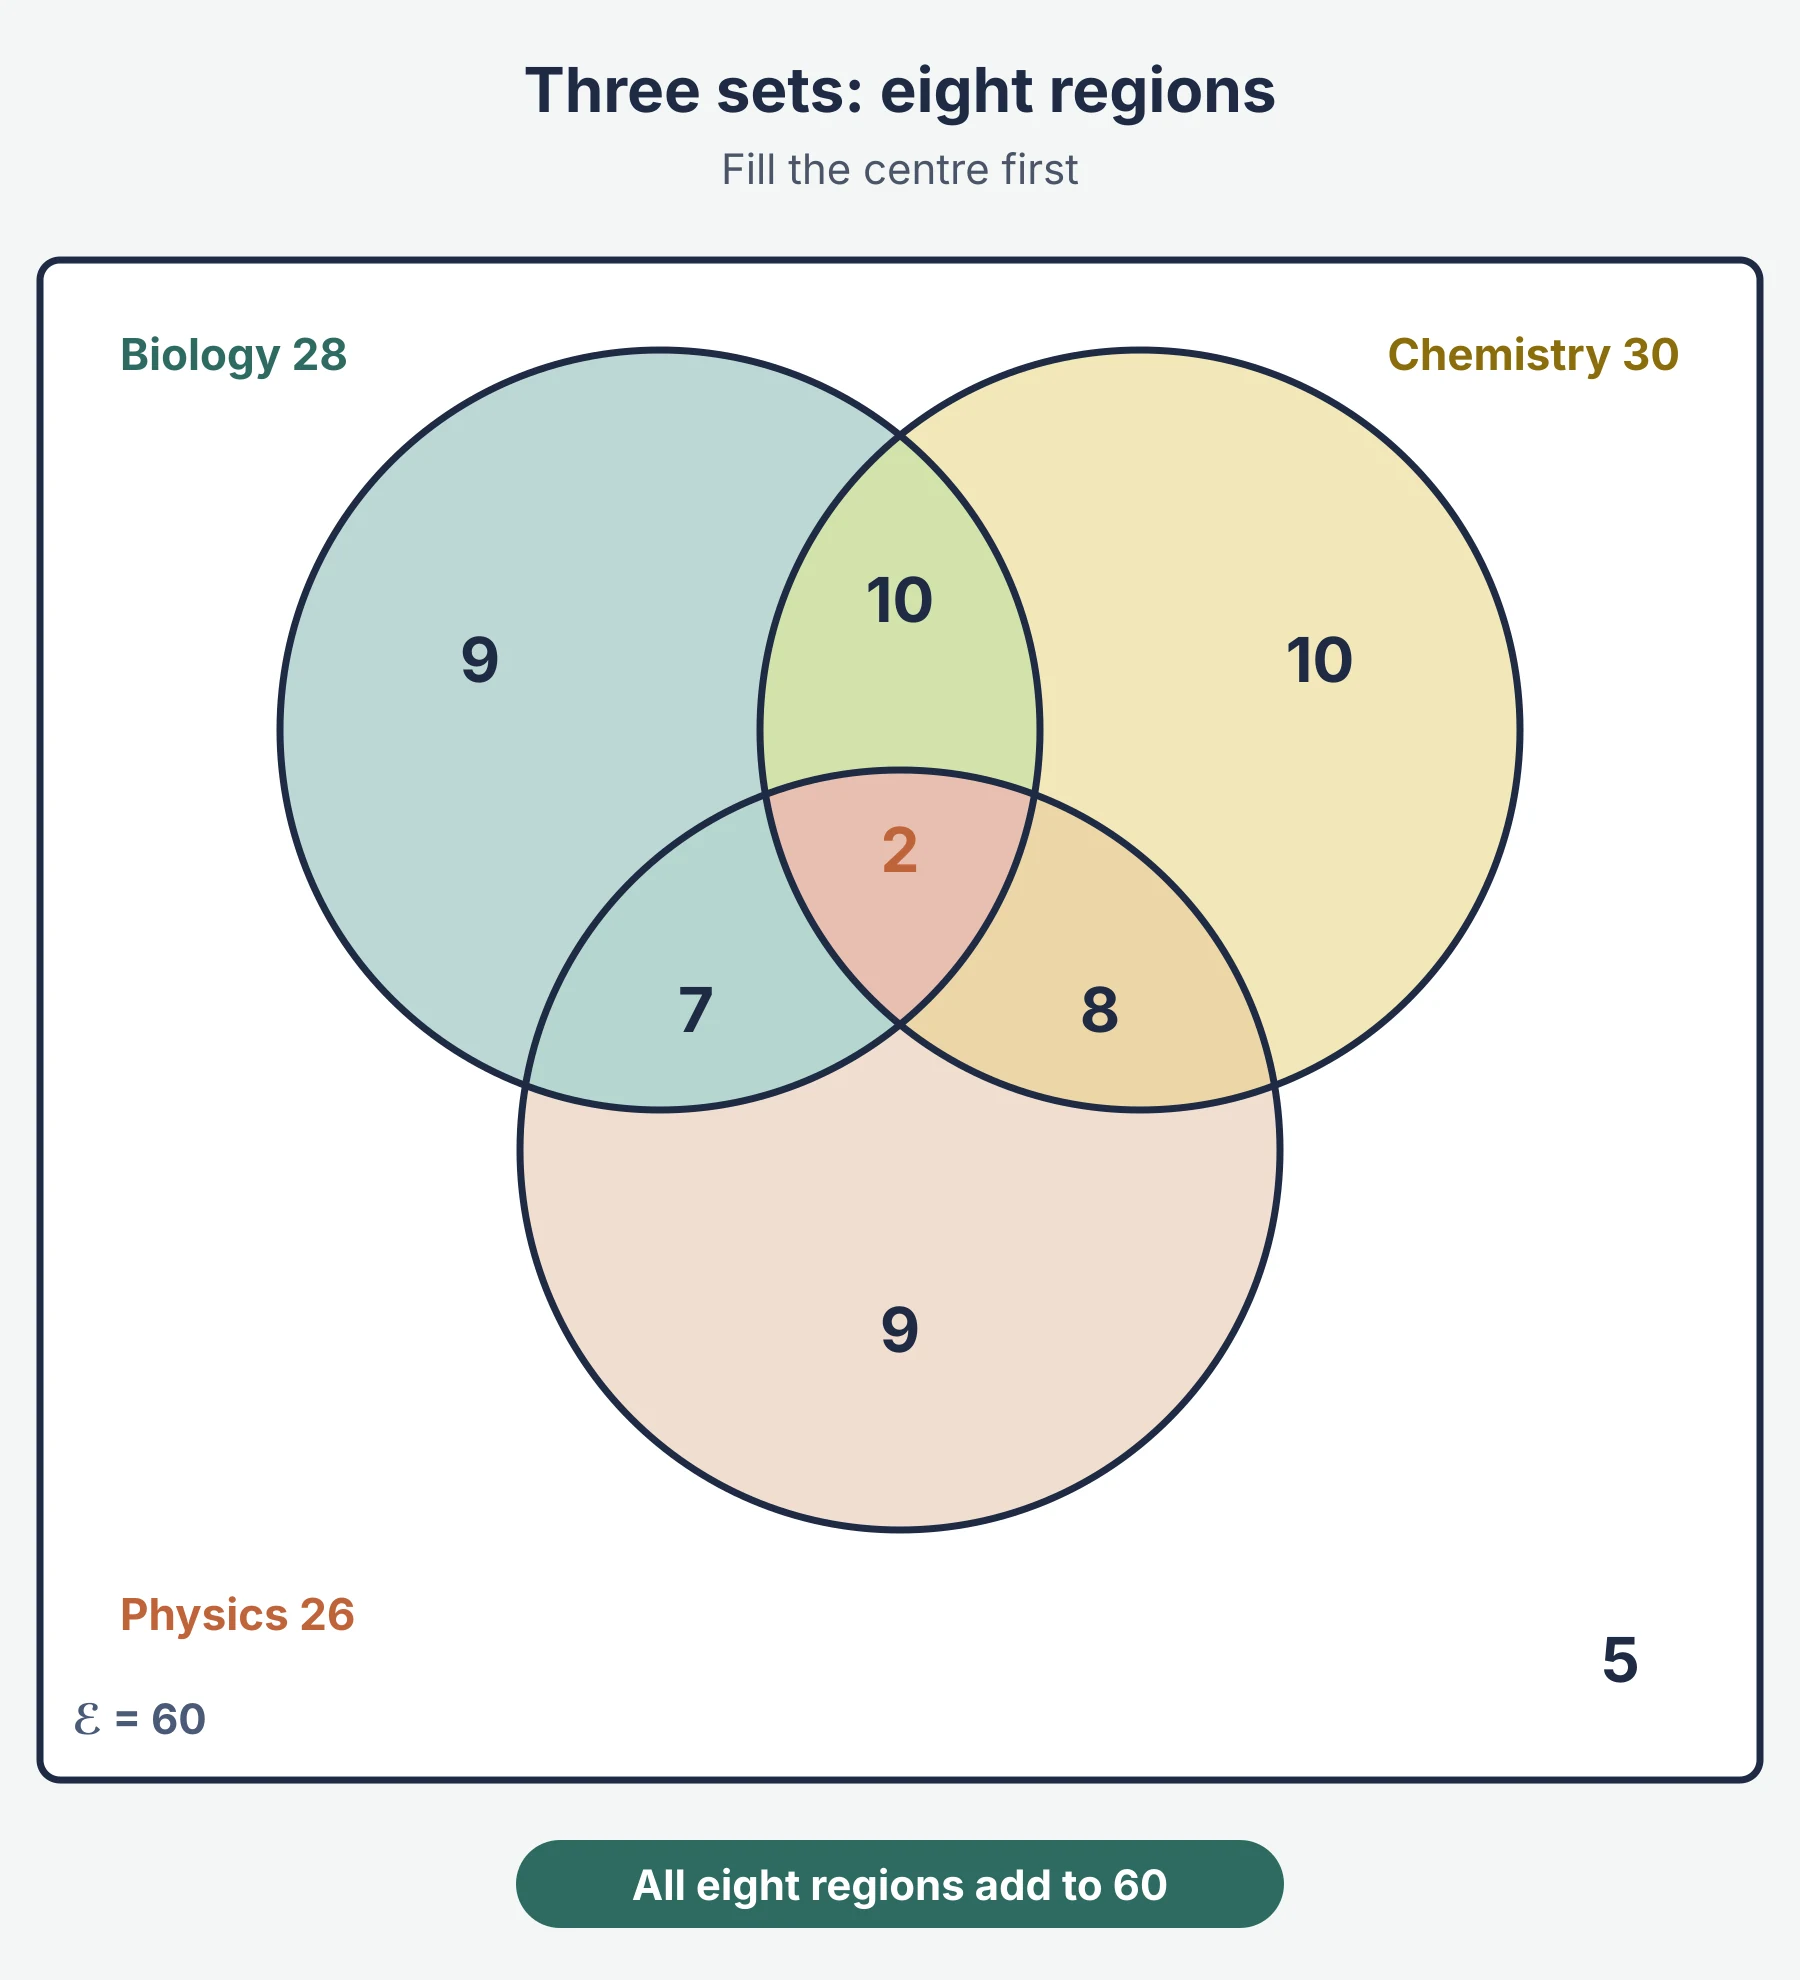 Three sets: eight regions
Fill the centre first
Biology 28
Chemistry 30
10
9
10
2
7
8
9
Physics 26
5
ℰ = 60
All eight regions add to 60